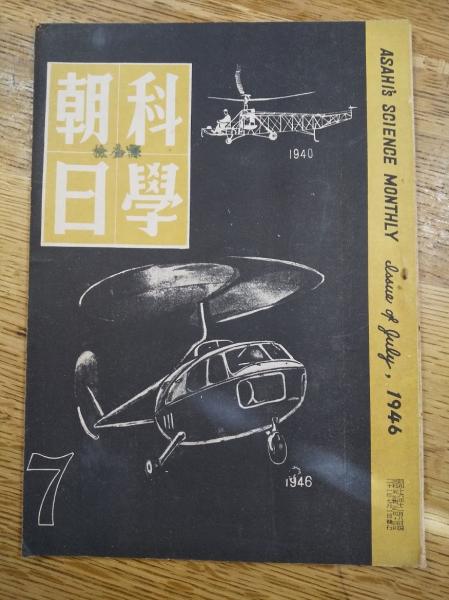 科學
朝日
1940
1946
7
ASAHI's SCIENCE MONTHLY Issue of July, 1946